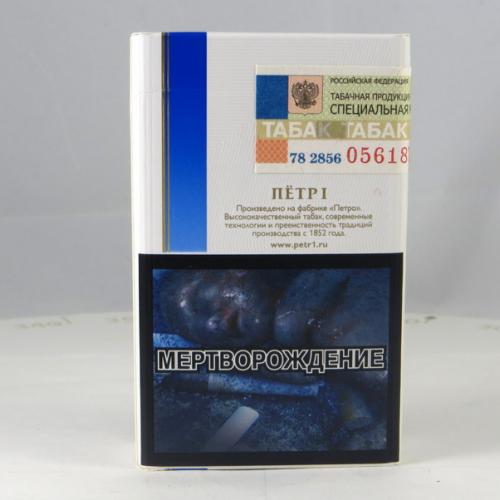 РОССИЙСКАЯ ФЕДЕРАЦИЯ
ТАБАЧНАЯ ПРОДУКЦИЯ
СПЕЦИАЛЬНАЯ
ТАБАК ТАБАК
78 2856 05618
ПЁТР I
Произведено на фабрике «Петро».
Высококачественный табак, современные
технологии и преемственность традиций
производства с 1852 года.
www.petr1.ru
МЕРТВОРОЖДЕНИЕ